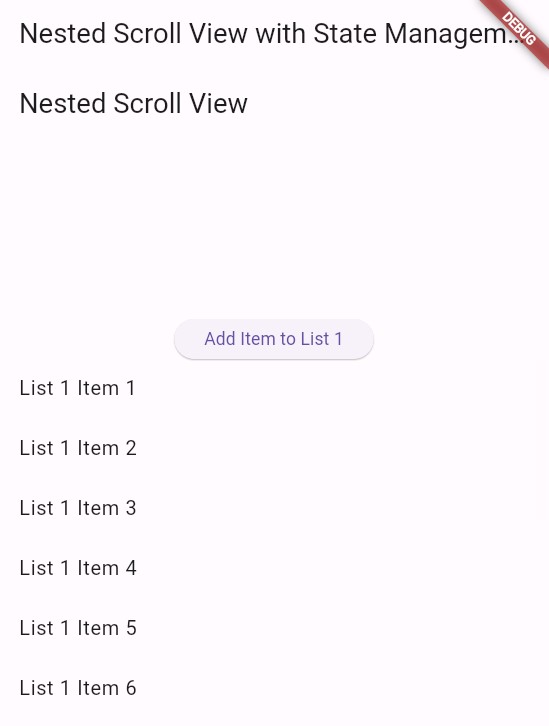 Nested Scroll View with State Managem...
DEBUG
Nested Scroll View
Add Item to List 1
List 1 Item 1
List 1 Item 2
List 1 Item 3
List 1 Item 4
List 1 Item 5
List 1 Item 6